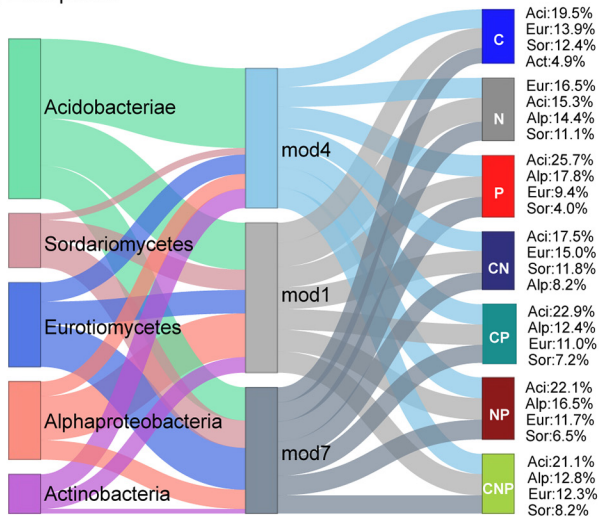 Acidobacteriae
Sordariomycetes
Eurotiomycetes
Alphaproteobacteria
Actinobacteria
mod4
mod1
mod7
C
Aci:19.5%
Eur:13.9%
Sor:12.4%
Act:4.9%
N
Eur:16.5%
Aci:15.3%
Alp:14.4%
Sor:11.1%
P
Aci:25.7%
Alp:17.8%
Eur:9.4%
Sor:4.0%
CN
Aci:17.5%
Eur:15.0%
Sor:11.8%
Alp:8.2%
CP
Aci:22.9%
Alp:12.4%
Eur:11.0%
Sor:7.2%
NP
Aci:22.1%
Alp:16.5%
Eur:11.7%
Sor:6.5%
CNP
Aci:21.1%
Alp:12.8%
Eur:12.3%
Sor:8.2%